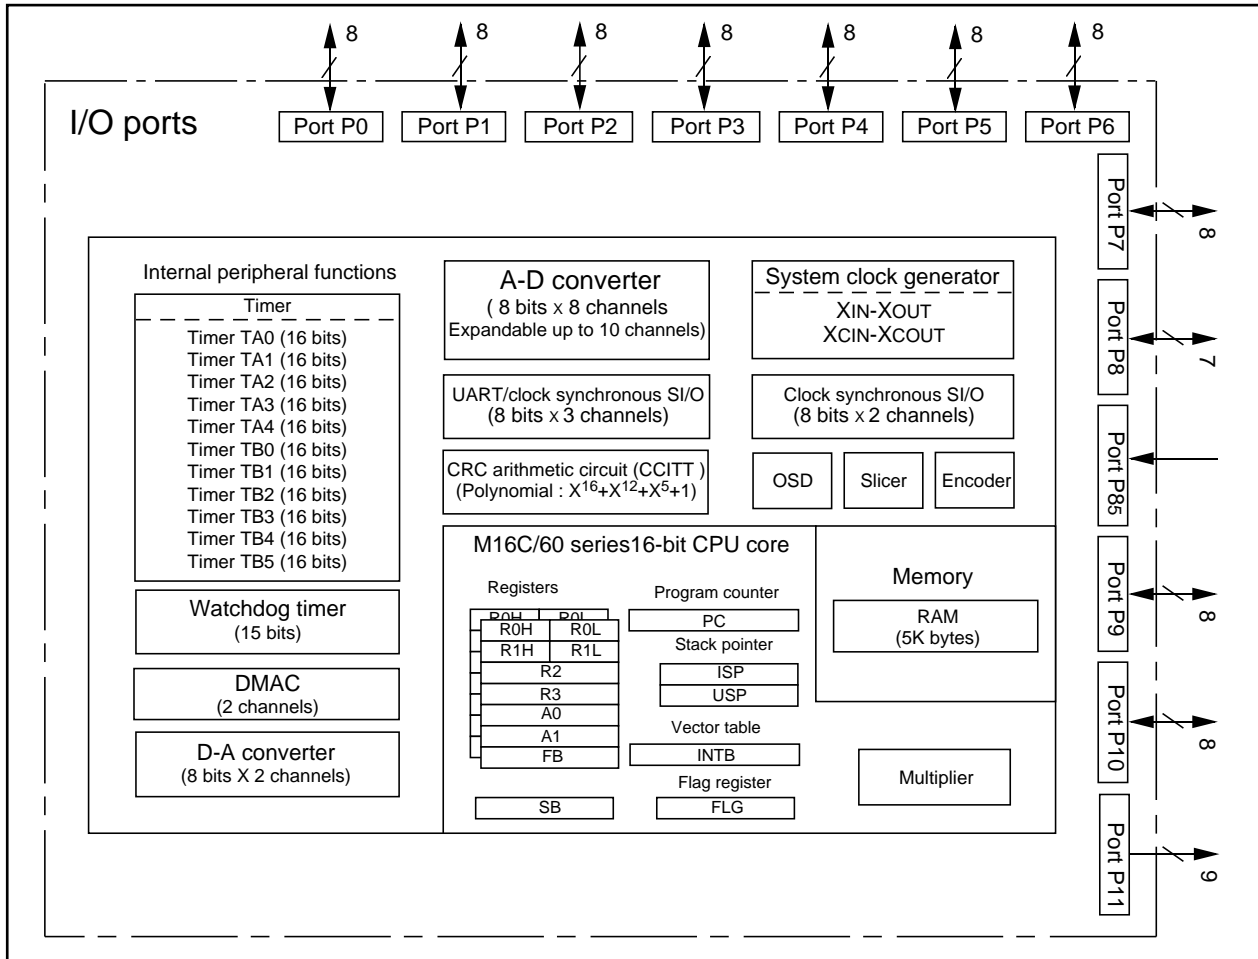 8 8 8 8 8 8 8
I/O ports
Port P0 Port P1 Port P2 Port P3 Port P4 Port P5 Port P6
Port P7
8
Port P8
7
Port P85
Port P9
8
Port P10
8
Port P11
9
Internal peripheral functions
Timer
Timer TA0 (16 bits)
Timer TA1 (16 bits)
Timer TA2 (16 bits)
Timer TA3 (16 bits)
Timer TA4 (16 bits)
Timer TB0 (16 bits)
Timer TB1 (16 bits)
Timer TB2 (16 bits)
Timer TB3 (16 bits)
Timer TB4 (16 bits)
Timer TB5 (16 bits)
Watchdog timer
(15 bits)
DMAC
(2 channels)
D-A converter
(8 bits X 2 channels)
A-D converter
( 8 bits x 8 channels
Expandable up to 10 channels)
UART/clock synchronous SI/O
(8 bits x 3 channels)
CRC arithmetic circuit (CCITT )
(Polynomial : X16+X12+X5+1)
System clock generator
XIN-XOUT
XCIN-XCOUT
Clock synchronous SI/O
(8 bits x 2 channels)
OSD
Slicer
Encoder
M16C/60 series16-bit CPU core
Registers
R0H R0L
R0H R0L
R1H R1L
R2
R3
A0
A1
FB
SB
Program counter
PC
Stack pointer
ISP
USP
Vector table
INTB
Flag register
FLG
Memory
RAM
(5K bytes)
Multiplier